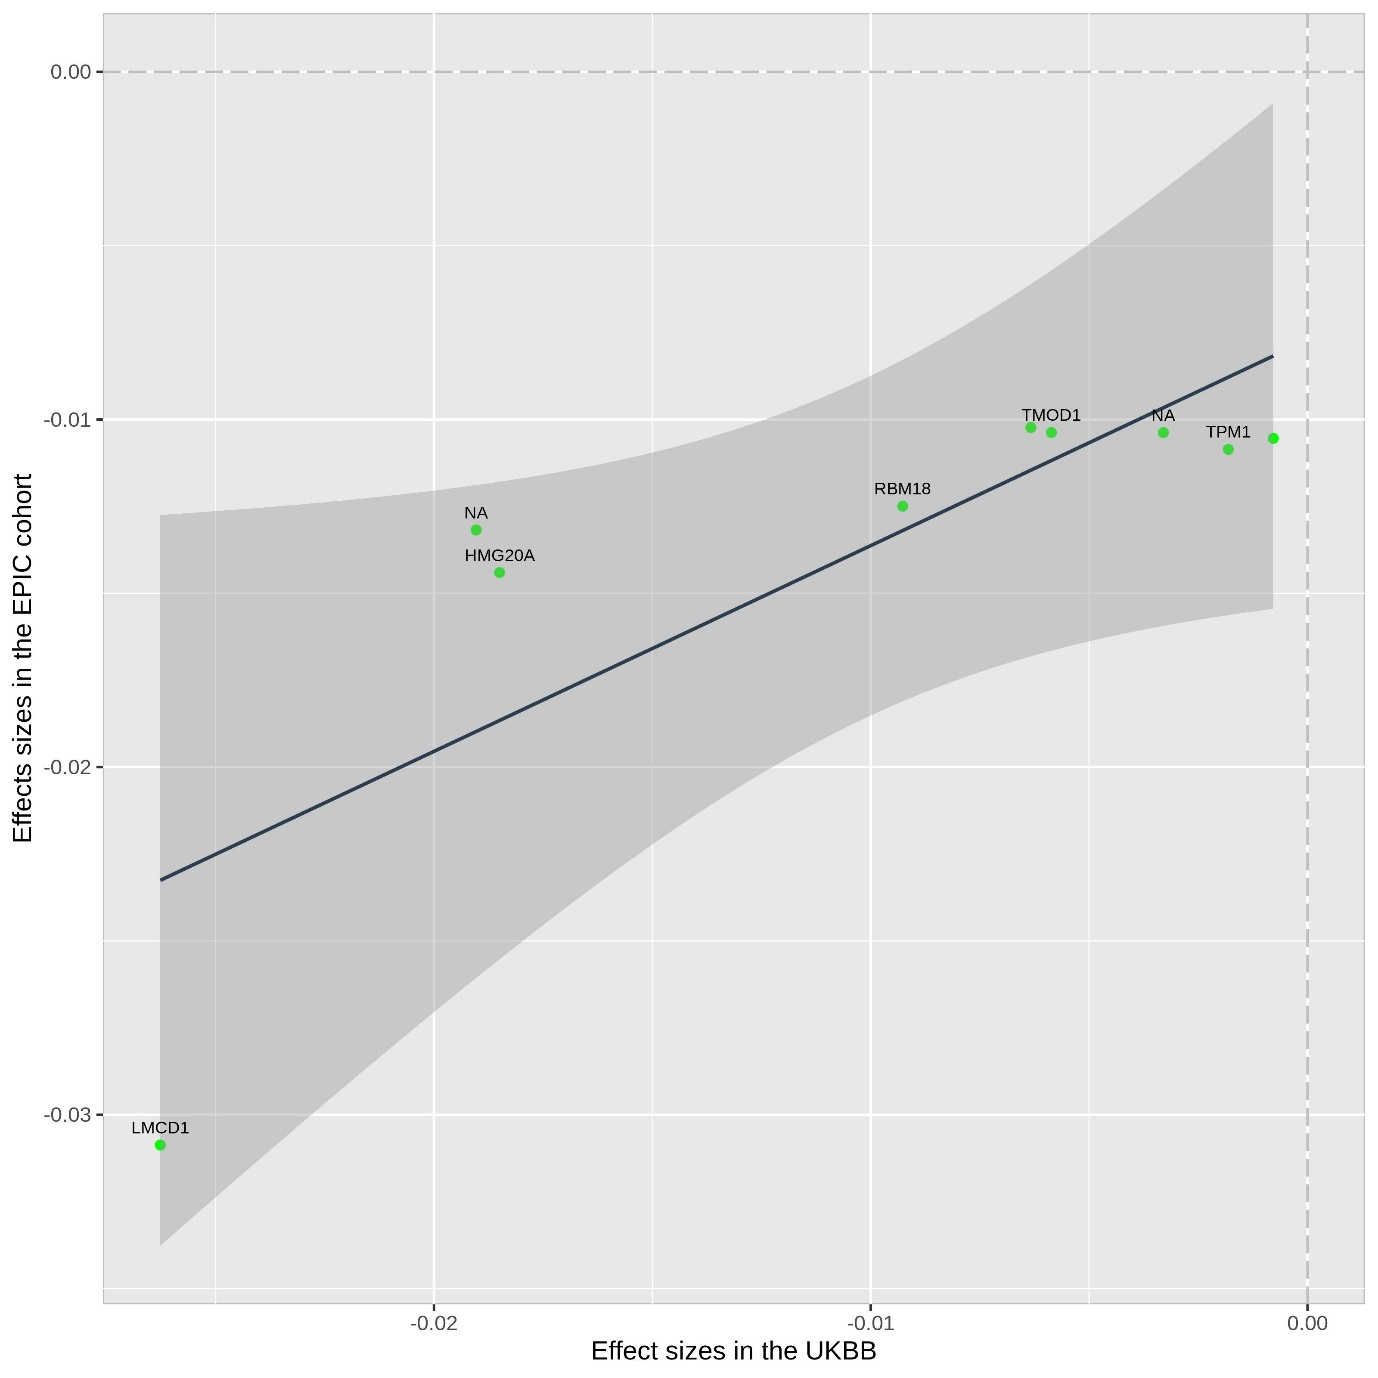 0.00
-0.01
TMOD1
NA
TPM1
RBM18
NA
HMG20A
-0.02
-0.03
LMCD1
Effects sizes in the EPIC cohort
-0.02
-0.01
0.00
Effect sizes in the UKBB